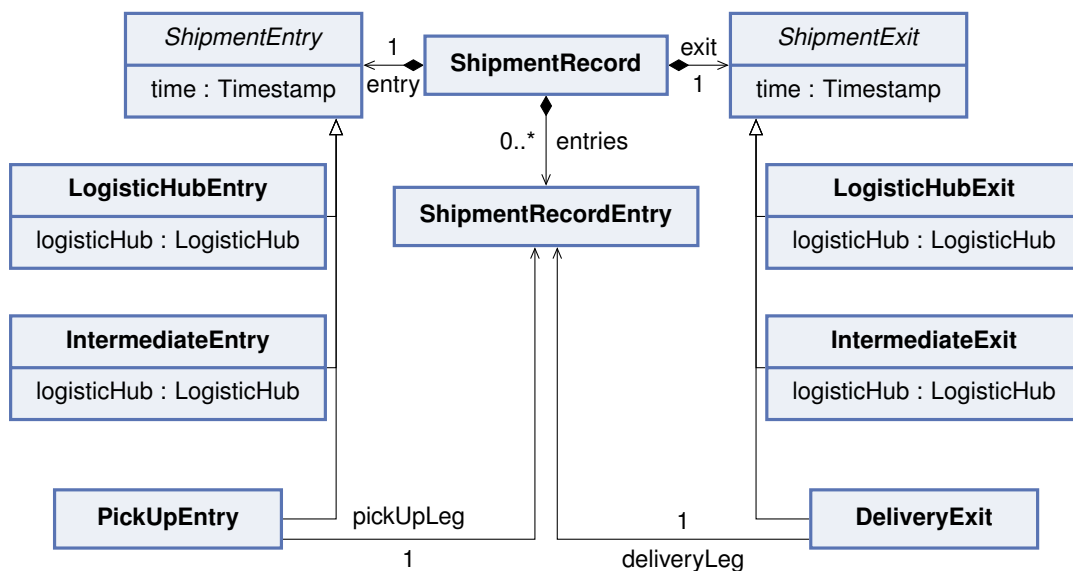 ShipmentEntry
time : Timestamp
1
entry
ShipmentRecord
exit
1
ShipmentExit
time : Timestamp
0..* entries
LogisticHubEntry
logisticHub : LogisticHub
ShipmentRecordEntry
LogisticHubExit
logisticHub : LogisticHub
IntermediateEntry
logisticHub : LogisticHub
IntermediateExit
logisticHub : LogisticHub
PickUpEntry
pickUpLeg
1
1
deliveryLeg
DeliveryExit